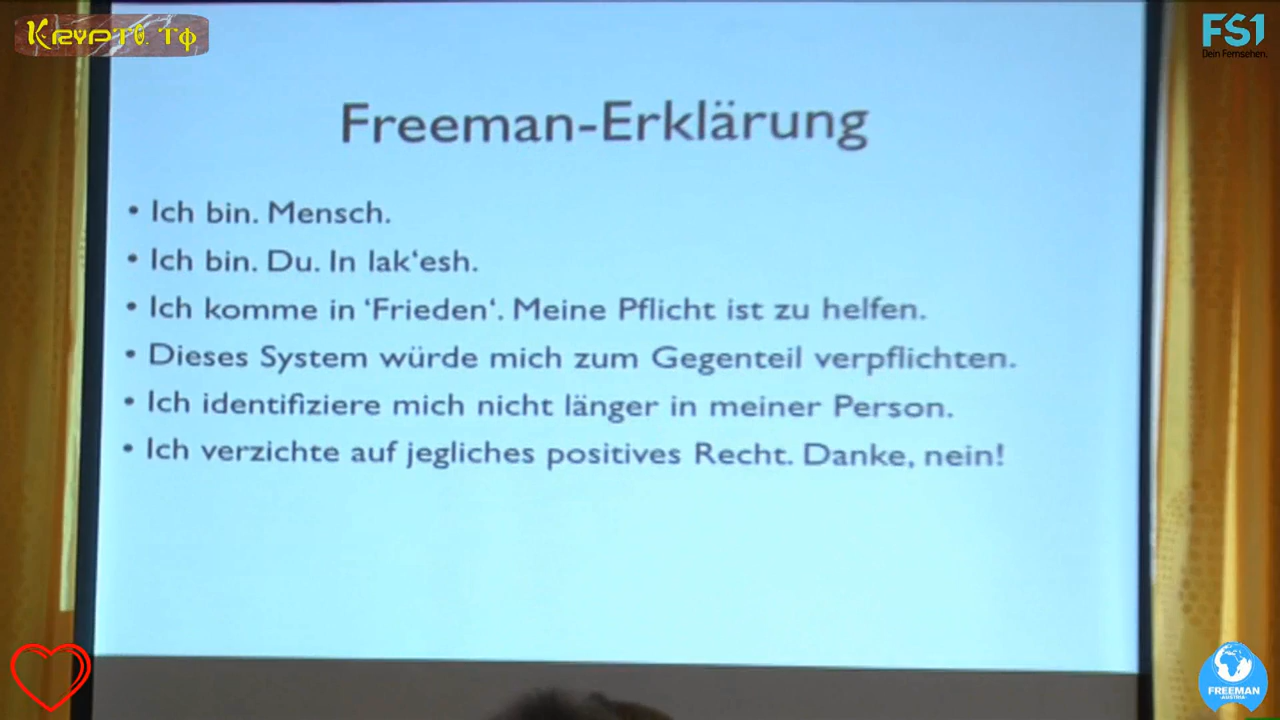 Krypto.Tφ
FS1
Dein Fernsehen.
Freeman-Erklärung
• Ich bin. Mensch.
• Ich bin. Du. In lak‘esh.
• Ich komme in ‘Frieden‘. Meine Pflicht ist zu helfen.
• Dieses System würde mich zum Gegenteil verpflichten.
• Ich identifiziere mich nicht länger in meiner Person.
• Ich verzichte auf jegliches positives Recht. Danke, nein!
FREEMAN
AUSTRIA